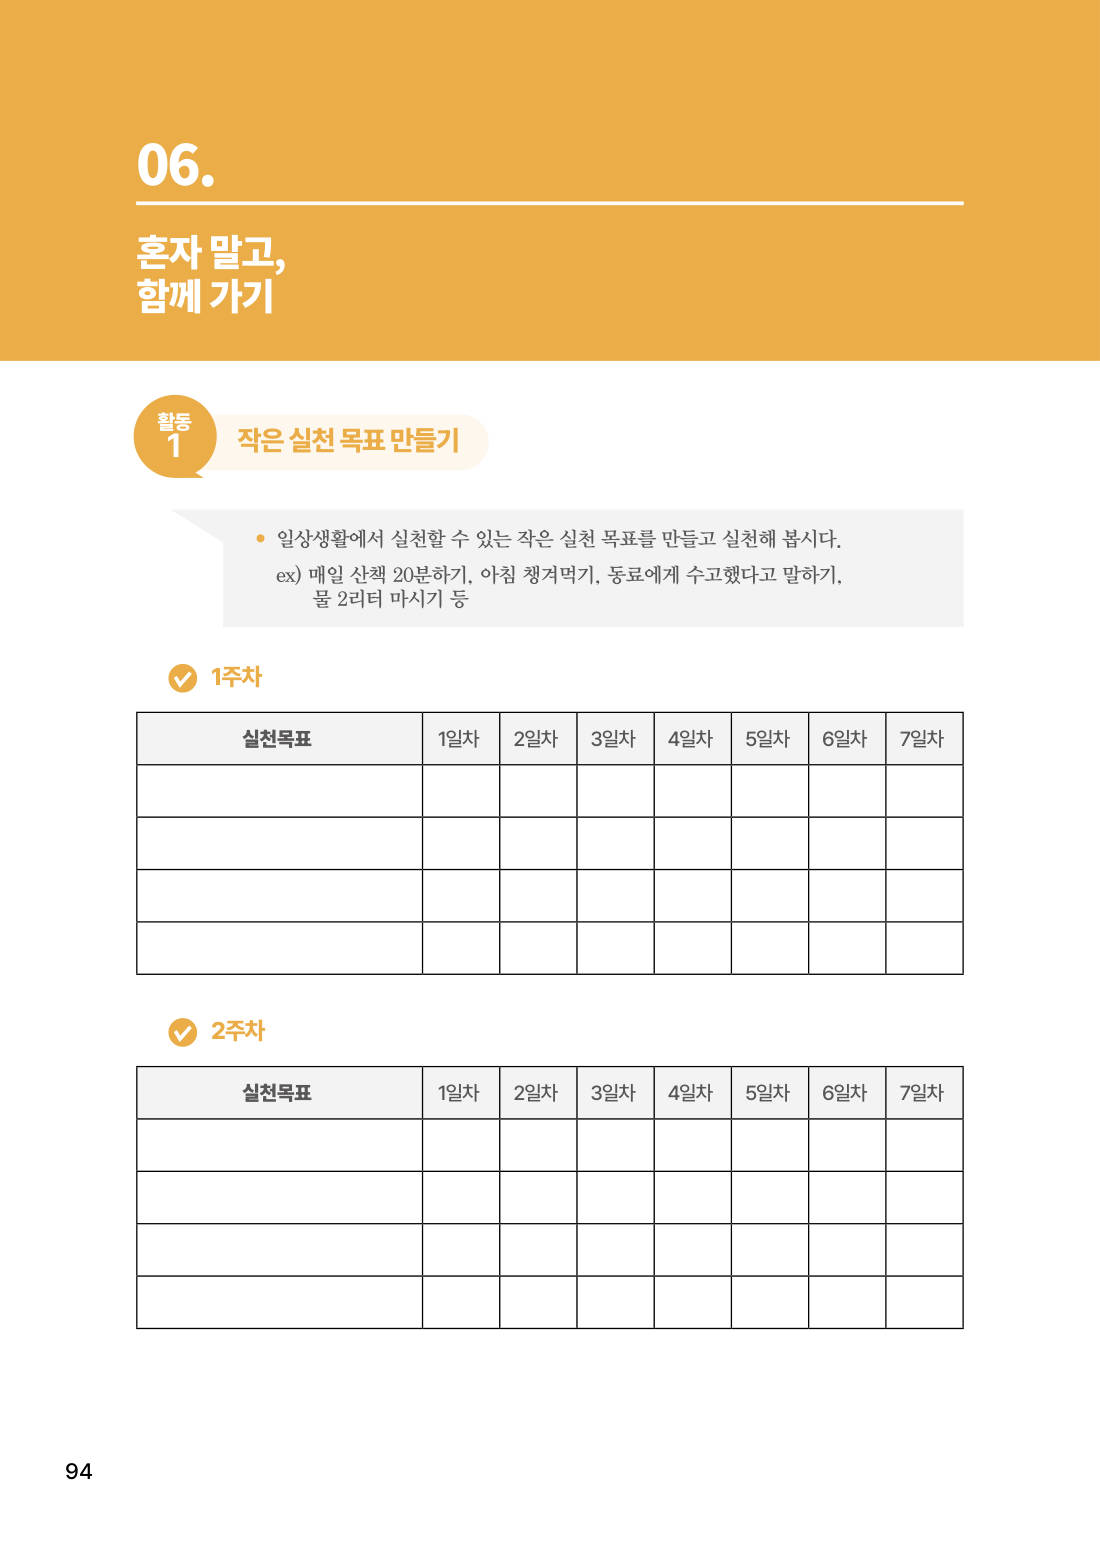 06.
혼자 말고,
함께 가기
활동
1
작은 실천 목표 만들기
• 일상생활에서 실천할 수 있는 작은 실천 목표를 만들고 실천해 봅시다.
ex) 매일 산책 20분하기, 아침 챙겨먹기, 동료에게 수고했다고 말하기,
물 2리터 마시기 등
1주차
실천목표 1일차 2일차 3일차 4일차 5일차 6일차 7일차
2주차
실천목표 1일차 2일차 3일차 4일차 5일차 6일차 7일차
94